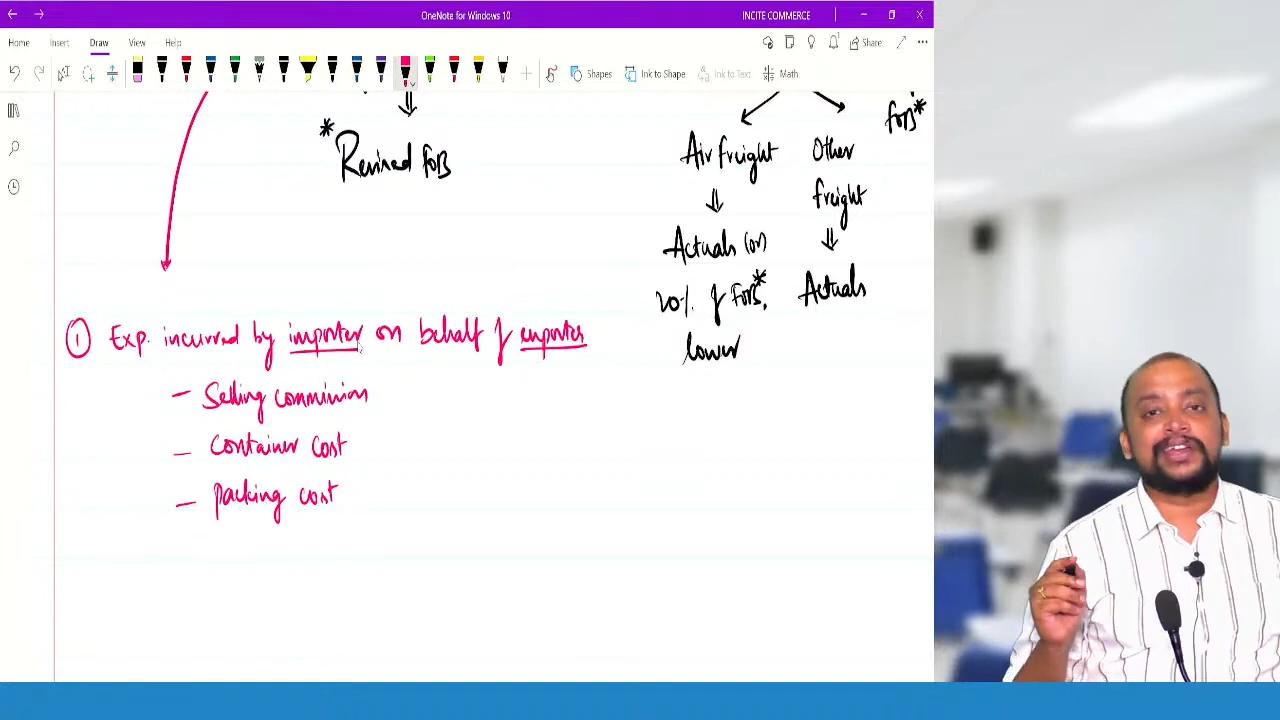 OneNote for Windows 10
INCITE COMMERCE
Home Insert Draw View Help
Share
Shapes Ink to Shape Ink to Text Math
FOB*
* Revised FOB
Air freight
Other freight
Actuals (or)
20% of FOB*,
lower
Actuals
① Exp. incurred by importer on behalf of exporter
- Selling commission
- Container cost
- Packing cost